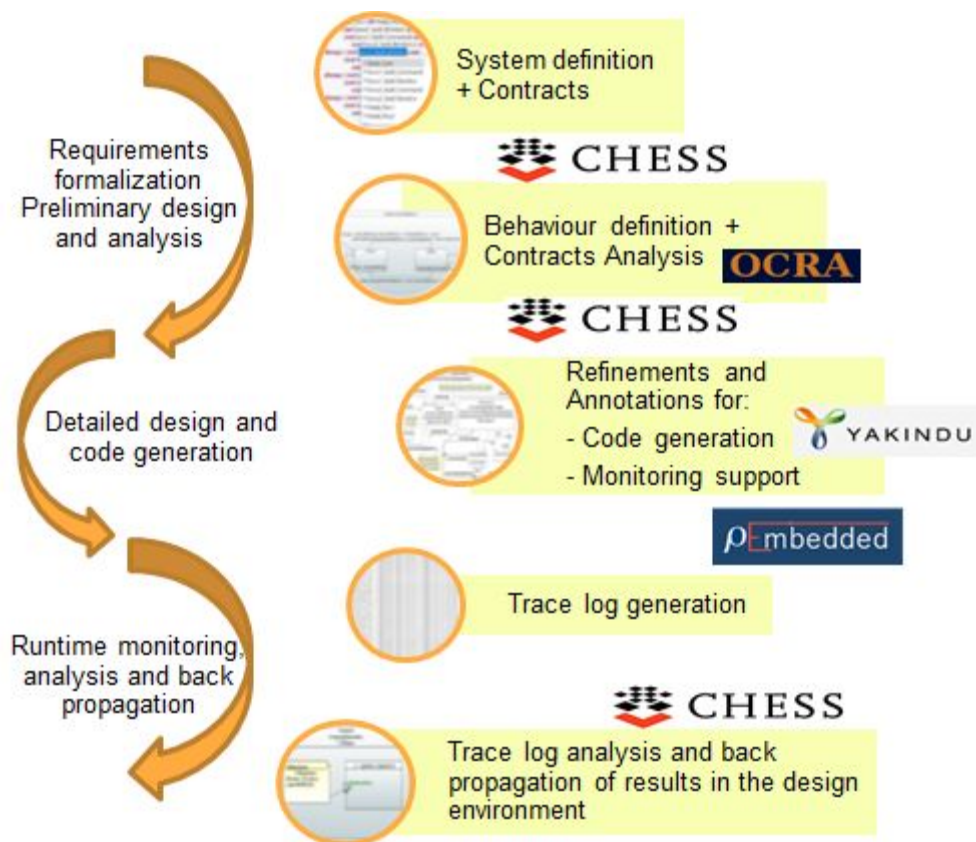 System definition
+ Contracts
CHESS
Requirements
formalization
Preliminary design
and analysis
Behaviour definition +
Contracts Analysis
OCRA
CHESS
Detailed design and
code generation
Refinements and
Annotations for:
- Code generation
- Monitoring support
YAKINDU
ρEmbedded
Trace log generation
Runtime monitoring,
analysis and back
propagation
CHESS
Trace log analysis and back
propagation of results in the design
environment